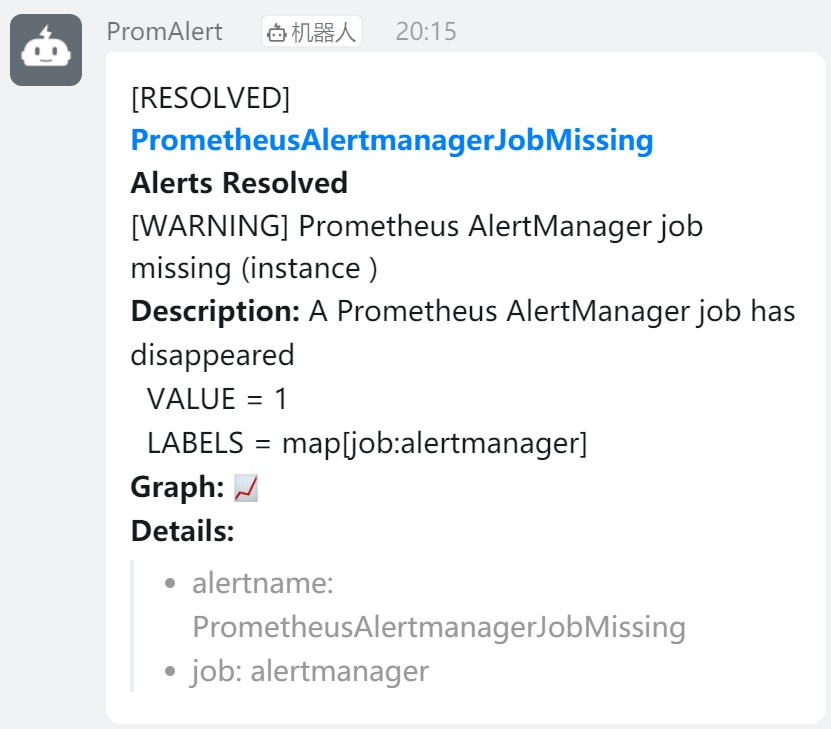 PromAlert 机器人 20:15
[RESOLVED]
PrometheusAlertmanagerJobMissing
Alerts Resolved
[WARNING] Prometheus AlertManager job
missing (instance )
Description: A Prometheus AlertManager job has
disappeared
VALUE = 1
LABELS = map[job:alertmanager]
Graph: 📈
Details:
• alertname:
PrometheusAlertmanagerJobMissing
• job: alertmanager